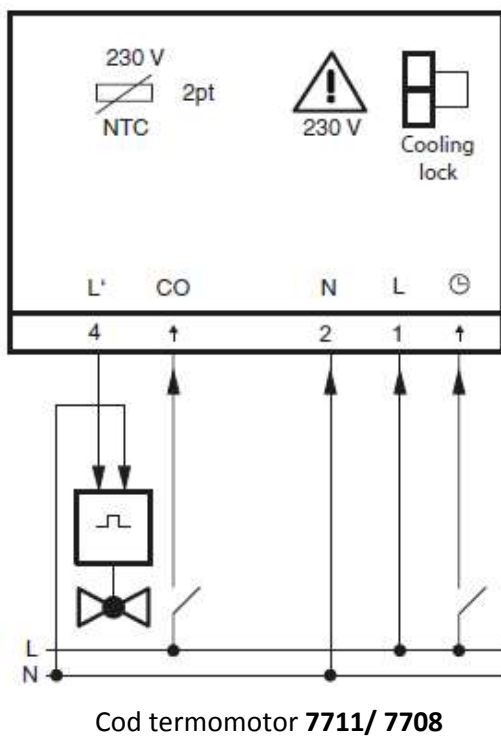 230 V
2pt
NTC
230 V
Cooling
lock
L' CO N L
4 2 1
L
N
Cod termomotor 7711/ 7708